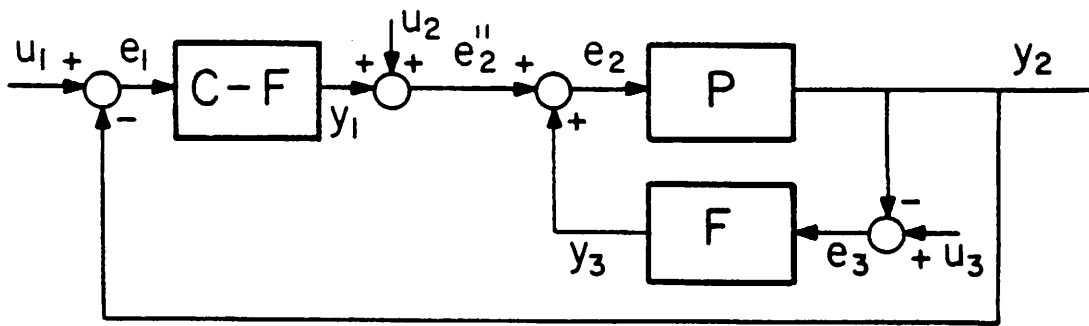 u₁ + e₁ C-F y₁ + u₂ + e₂'' + e₂ P y₂
-
+
F
-
y₃ e₃ + u₃